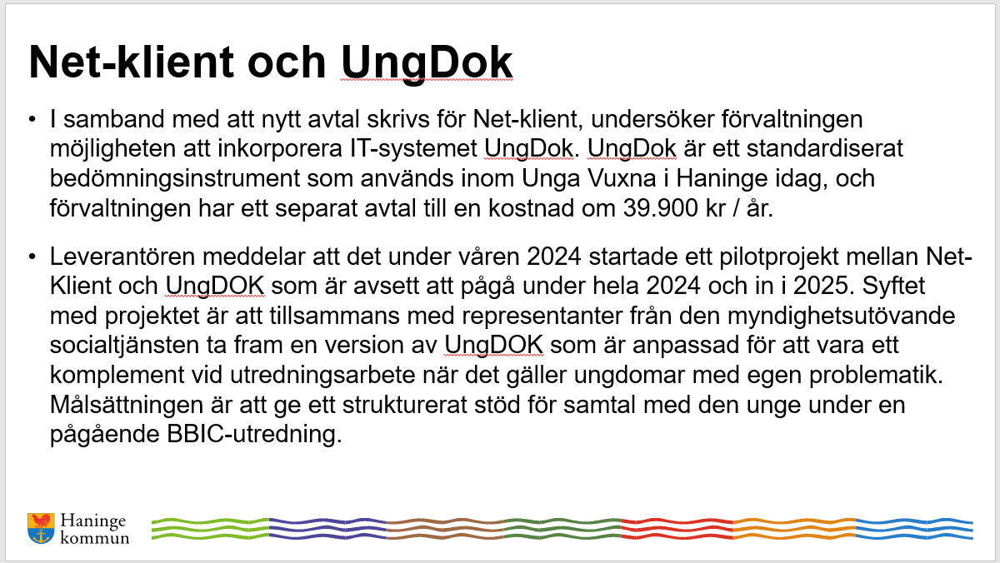 Net-klient och UngDok
• I samband med att nytt avtal skrivs för Net-klient, undersöker förvaltningen
möjligheten att inkorporera IT-systemet UngDok. UngDok är ett standardiserat
bedömningsinstrument som används inom Unga Vuxna i Haninge idag, och
förvaltningen har ett separat avtal till en kostnad om 39.900 kr / år.
• Leverantören meddelar att det under våren 2024 startade ett pilotprojekt mellan Net-
Klient och UngDOK som är avsett att pågå under hela 2024 och in i 2025. Syftet
med projektet är att tillsammans med representanter från den myndighetsutövande
socialtjänsten ta fram en version av UngDOK som är anpassad för att vara ett
komplement vid utredningsarbete när det gäller ungdomar med egen problematik.
Målsättningen är att ge ett strukturerat stöd för samtal med den unge under en
pågående BBIC-utredning.
Haninge
kommun